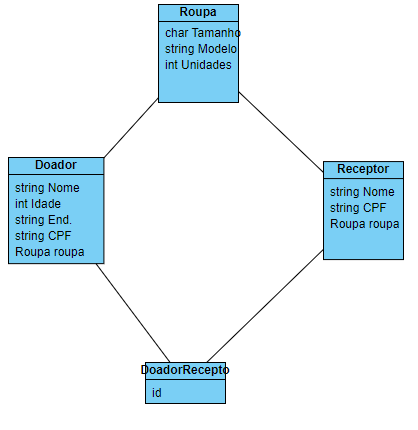 Roupa
char Tamanho
string Modelo
int Unidades
Doador
string Nome
int Idade
string End.
string CPF
Roupa roupa
Receptor
string Nome
string CPF
Roupa roupa
DoadorRecepto
id